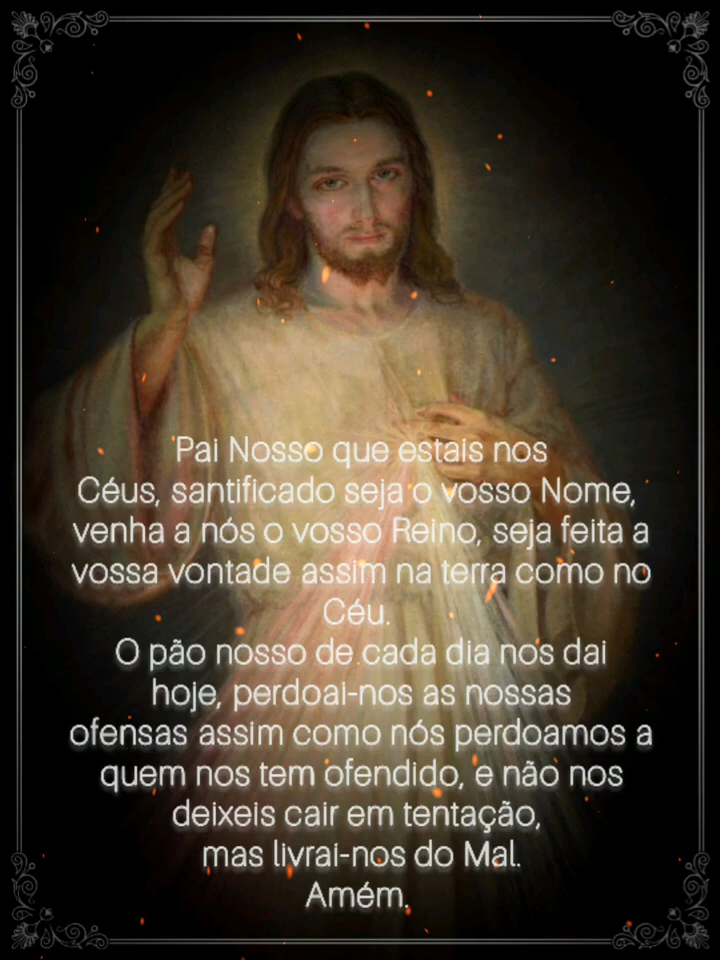 Pai Nosso que estais nos
Céus, santificado seja o vosso Nome,
venha a nós o vosso Reino, seja feita a
vossa vontade assim na terra como no
Céu.
O pão nosso de cada dia nos dai
hoje, perdoai-nos as nossas
ofensas assim como nós perdoamos a
quem nos tem ofendido, e não nos
deixeis cair em tentação,
mas livrai-nos do Mal.
Amém.